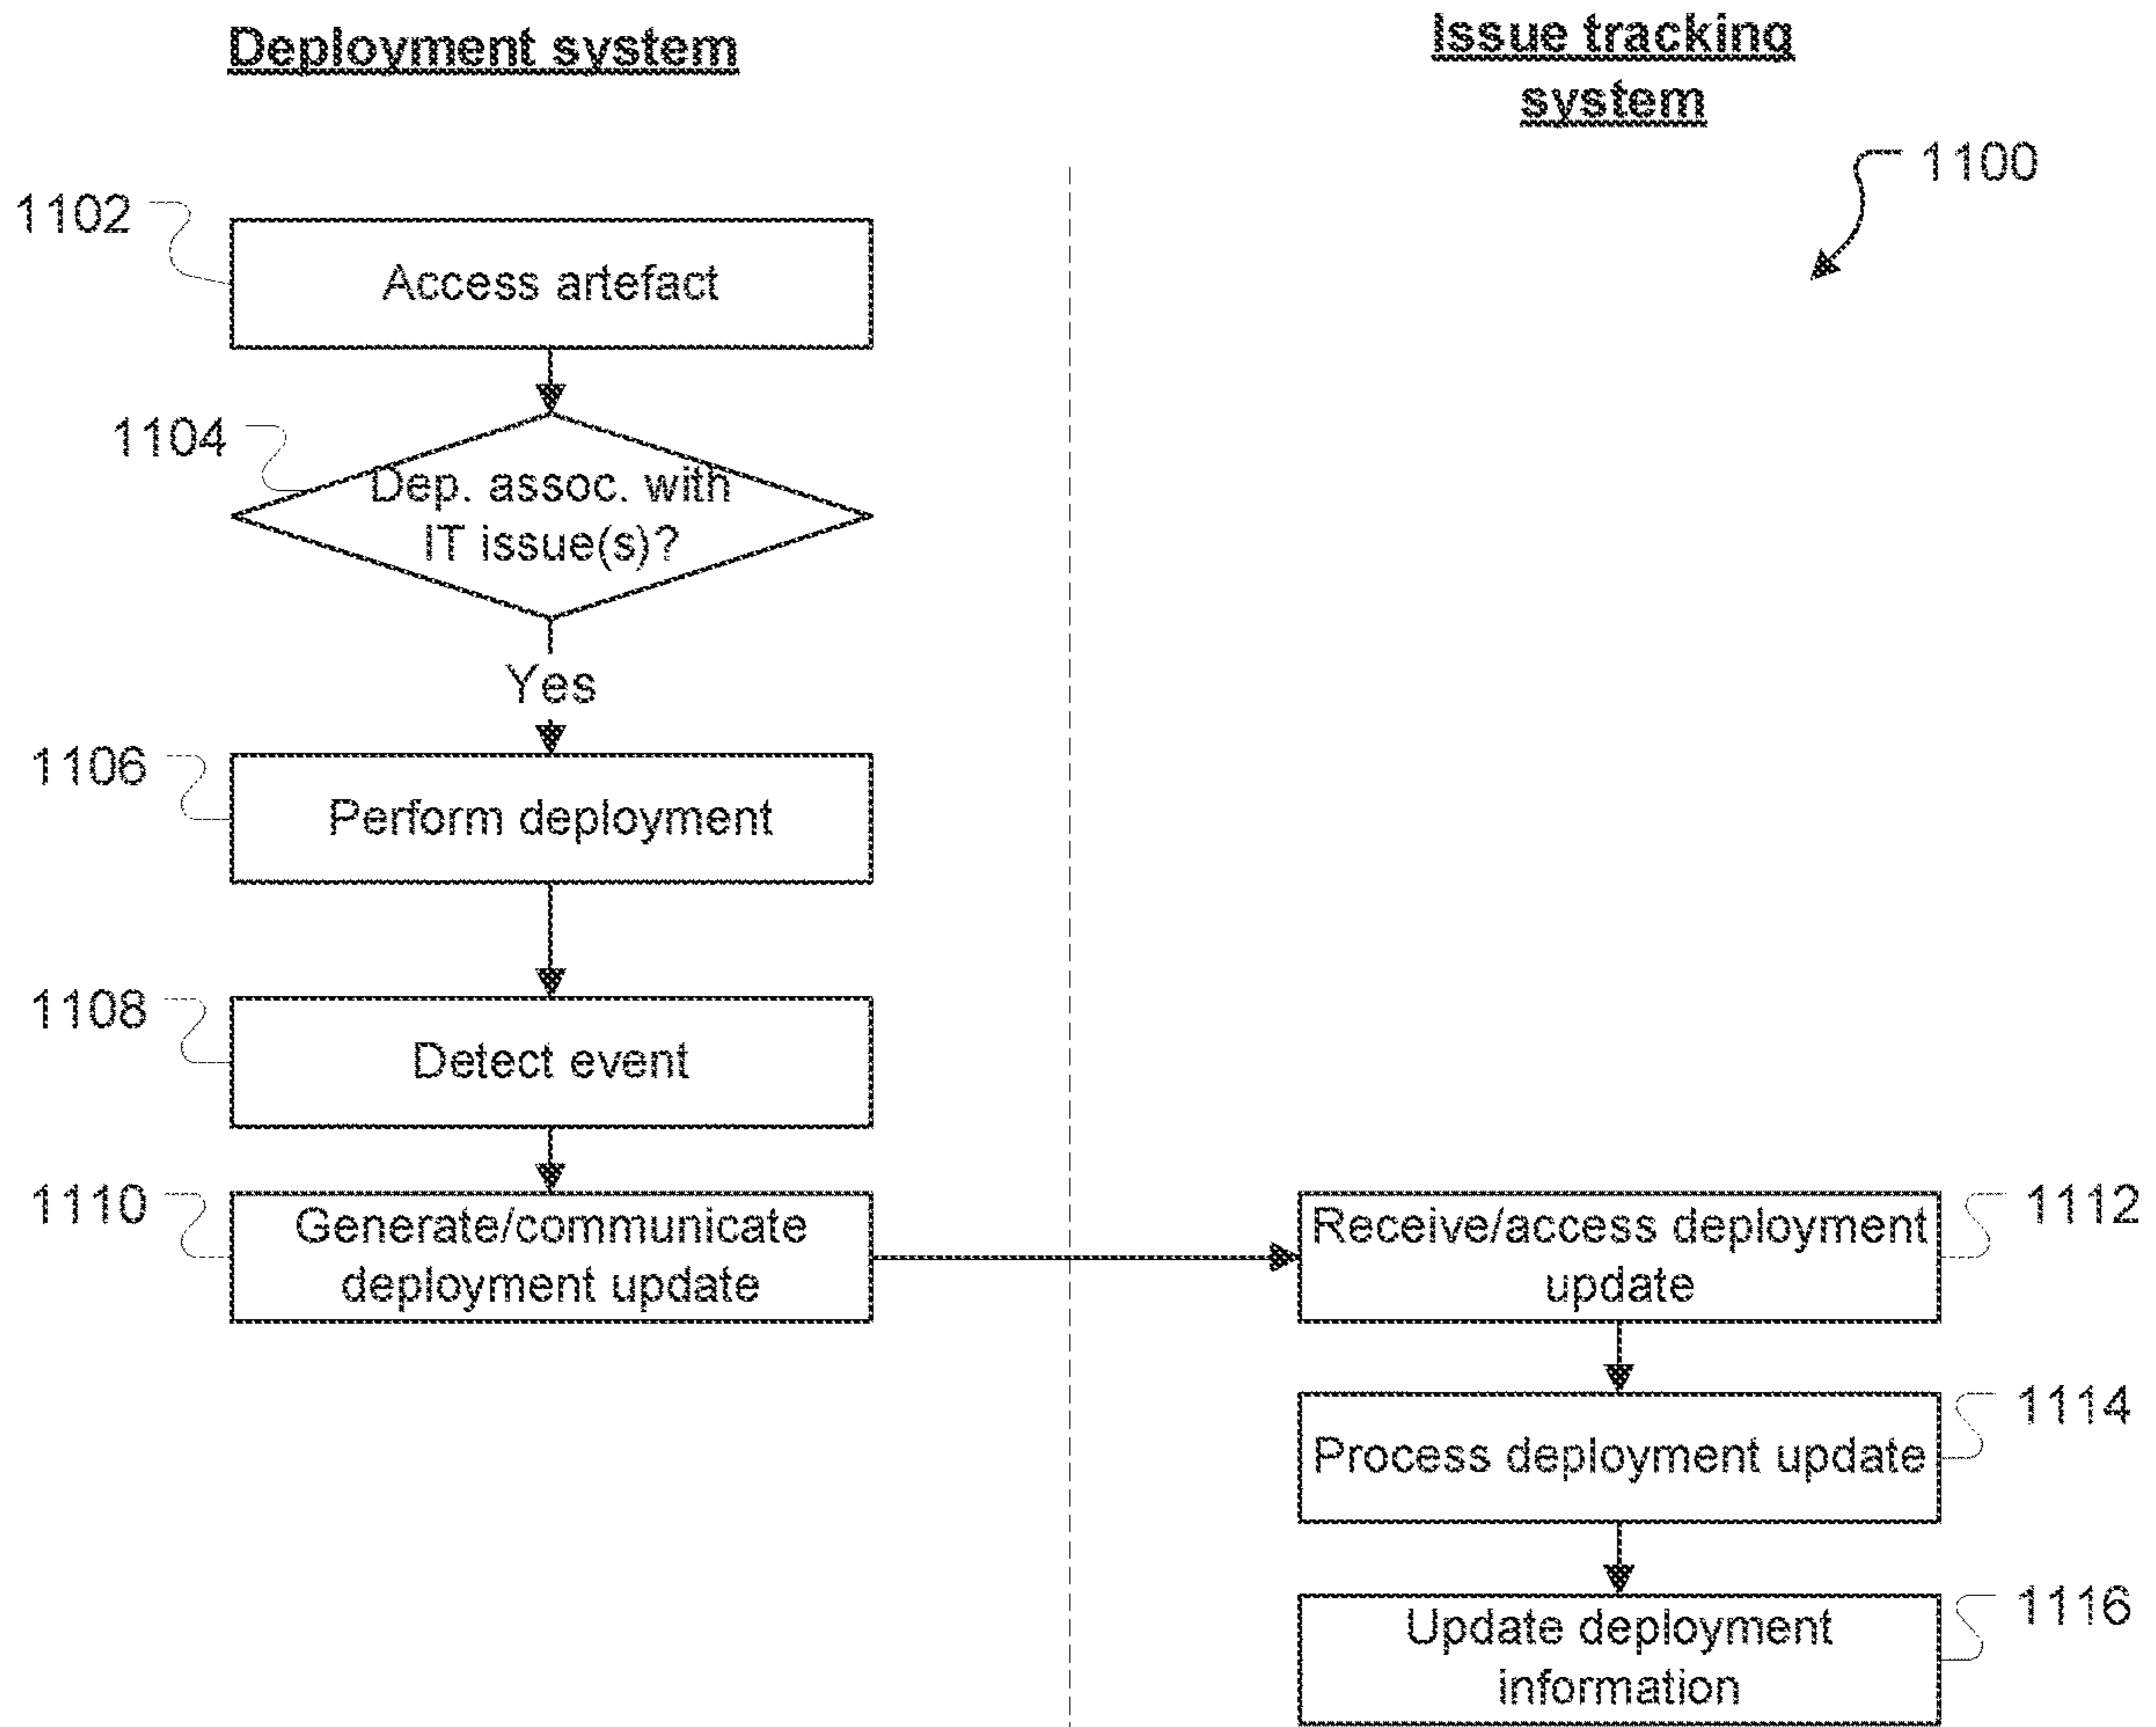 Deployment system
Issue tracking
system
1100
1102
Access artefact
1104
Dep. assoc. with
IT issue(s)?
Yes
1106
Perform deployment
1108
Detect event
1110
Generate/communicate
deployment update
Receive/access deployment
update
1112
Process deployment update
1114
Update deployment
information
1116